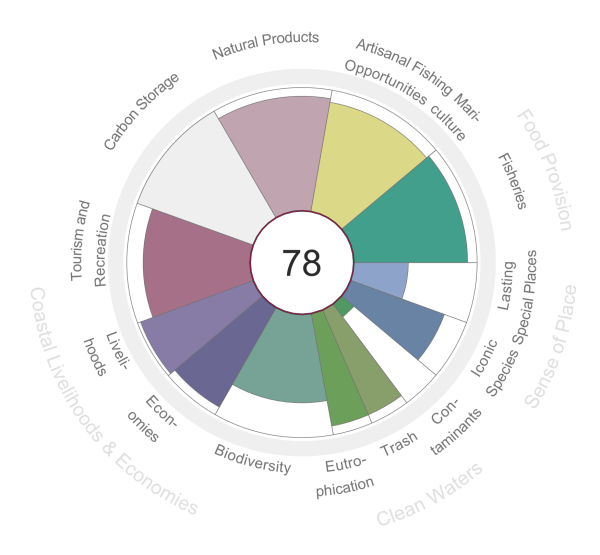 Natural Products
Artisanal Fishing
Opportunities
Mari-
culture
Fisheries
Food Provision
Lasting
Special Places
Iconic
Species
Sense of Place
Con-
taminants
Trash
Eutro-
phication
Clean Waters
Biodiversity
Econ-
omies
Liveli-
hoods
Coastal Livelihoods & Economies
Tourism and
Recreation
Carbon Storage
78